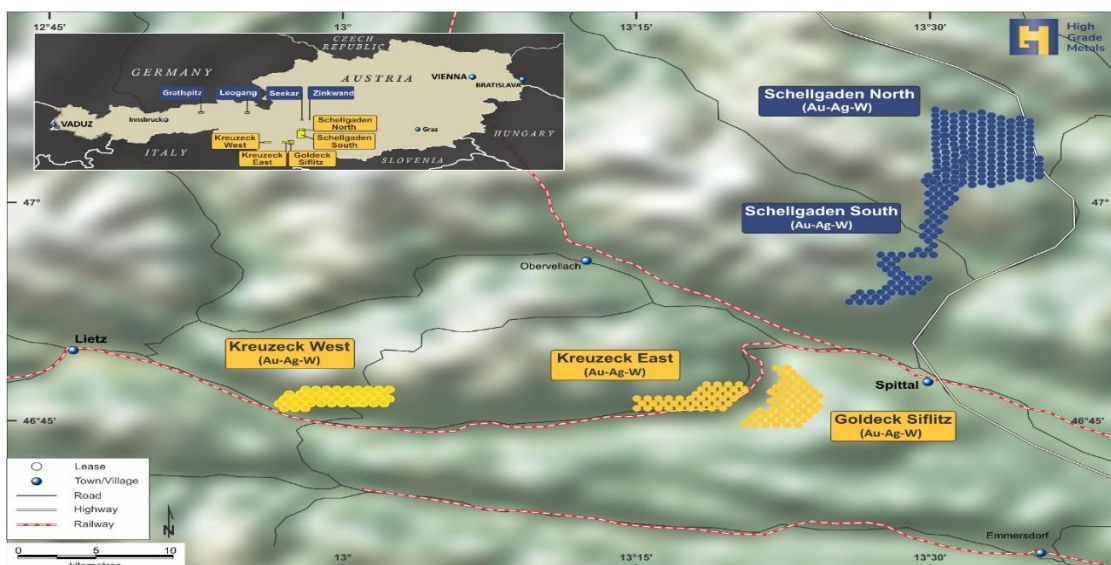 12°45'
13°
13°30'
High
Grade
Metals
CZECH
REPUBLIC
GERMANY
AUSTRIA
VIENNA
BRATISLAVA
Gratlspitz
Leogang
Seekar
Zinkwand
VADUZ
Innsbruck
Schellgaden
North
Graz
HUNGARY
Kreuzeck
West
Schellgaden
South
ITALY
Kreuzeck
East
Goldeck
Siflitz
SLOVENIA
Schellgaden North
(Au-Ag-W)
47°
47°
Schellgaden South
(Au-Ag-W)
Obervellach
Lietz
Kreuzeck West
(Au-Ag-W)
Kreuzeck East
(Au-Ag-W)
Spittal
46°45'
46°45'
Goldeck Siflitz
(Au-Ag-W)
Lease
Town/Village
Road
Highway
Railway
N
0 5 10
kilometres
Emmersdorf
13°
13°15'
13°30'